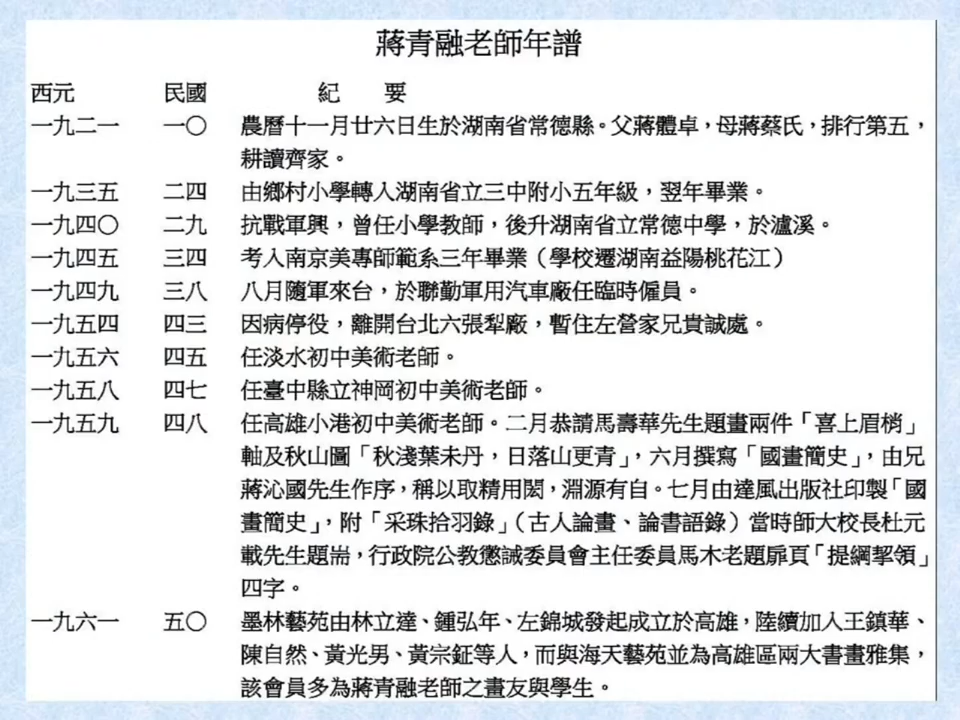 蔣青融老師年譜
西元 民國 紀 要
一九二一 一〇 農曆十一月廿六日生於湖南省常德縣。父蔣體卓，母蔣蔡氏，排行第五，
耕讀齊家。
一九三五 二四 由鄉村小學轉入湖南省立三中附小五年級，翌年畢業。
一九四〇 二九 抗戰軍興，曾任小學教師，後升湖南省立常德中學，於瀘溪。
一九四五 三四 考入南京美專師範系三年畢業（學校遷湖南益陽桃花江）
一九四九 三八 八月隨軍來台，於聯勤軍用汽車廠任臨時僱員。
一九五四 四三 因病停役，離開台北六張犁廠，暫住左營家兄貴誠處。
一九五六 四五 任淡水初中美術老師。
一九五八 四七 任臺中縣立神岡初中美術老師。
一九五九 四八 任高雄小港初中美術老師。二月恭請馬壽華先生題畫兩件「喜上眉梢」
軸及秋山圖「秋淺葉未丹，日落山更青」，六月撰寫「國畫簡史」，由兄
蔣沁國先生作序，稱以取精用閎，淵源有自。七月由達風出版社印製「國
畫簡史」，附「采珠拾羽錄」（古人論畫、論書語錄）當時師大校長杜元
載先生題耑，行政院公教懲誡委員會主任委員馬木老題扉頁「提綱挈領」
四字。
一九六一 五〇 墨林藝苑由林立達、鍾弘年、左錦城發起成立於高雄，陸續加入王鎮華、
陳自然、黃光男、黃宗鉦等人，而與海天藝苑並為高雄區兩大書畫雅集，
該會員多為蔣青融老師之畫友與學生。